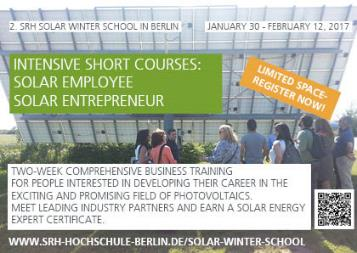 2. SRH SOLAR WINTER SCHOOL IN BERLIN JANUARY 30 - FEBRUARY 12, 2017
INTENSIVE SHORT COURSES:
SOLAR EMPLOYEE
SOLAR ENTREPRENEUR
LIMITED SPACE-
REGISTER NOW!
TWO-WEEK COMPREHENSIVE BUSINESS TRAINING
FOR PEOPLE INTERESTED IN DEVELOPING THEIR CAREER IN THE
EXCITING AND PROMISING FIELD OF PHOTOVOLTAICS.
MEET LEADING INDUSTRY PARTNERS AND EARN A SOLAR ENERGY
EXPERT CERTIFICATE.
WWW.SRH-HOCHSCHULE-BERLIN.DE/SOLAR-WINTER-SCHOOL